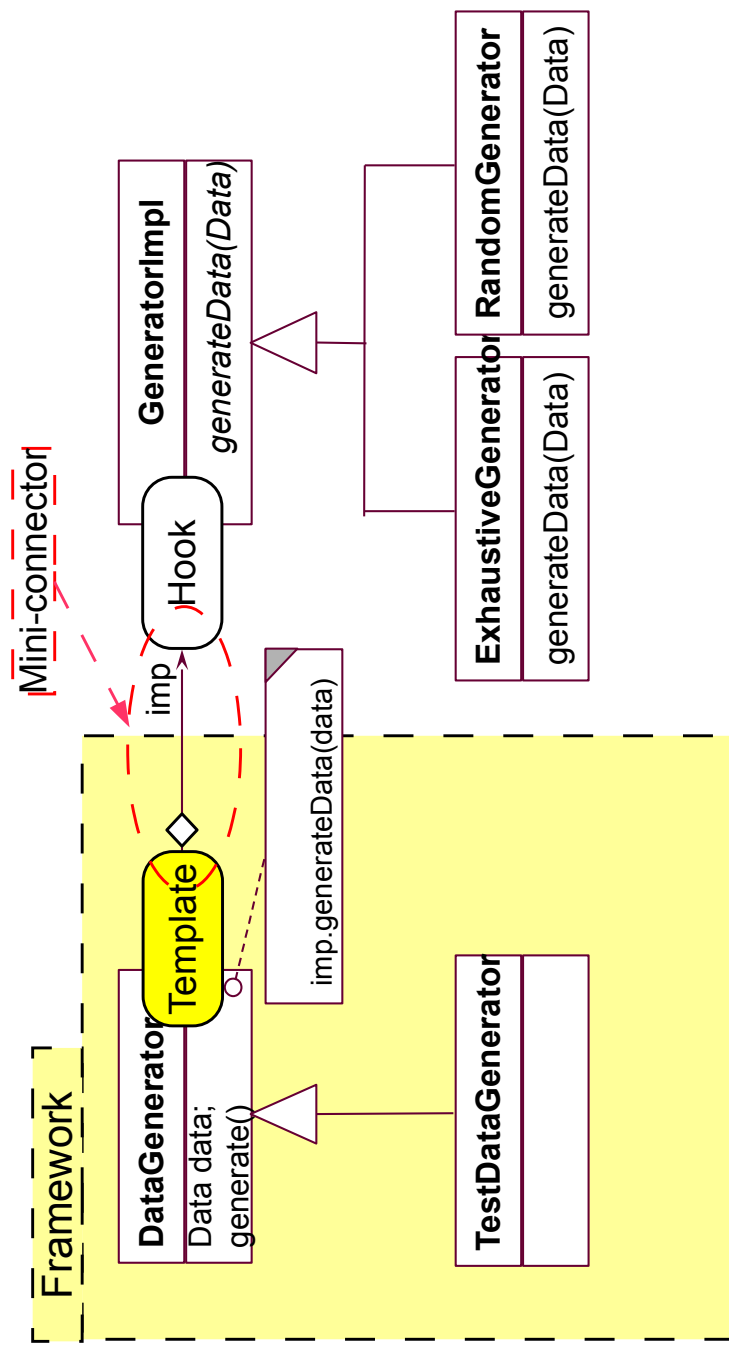 Framework
Mini-connector
DataGenerator
Data data;
generate()
Template
imp
Hook
GeneratorImpl
generateData(Data)
imp.generateData(data)
TestDataGenerator
ExhaustiveGenerator
generateData(Data)
RandomGenerator
generateData(Data)